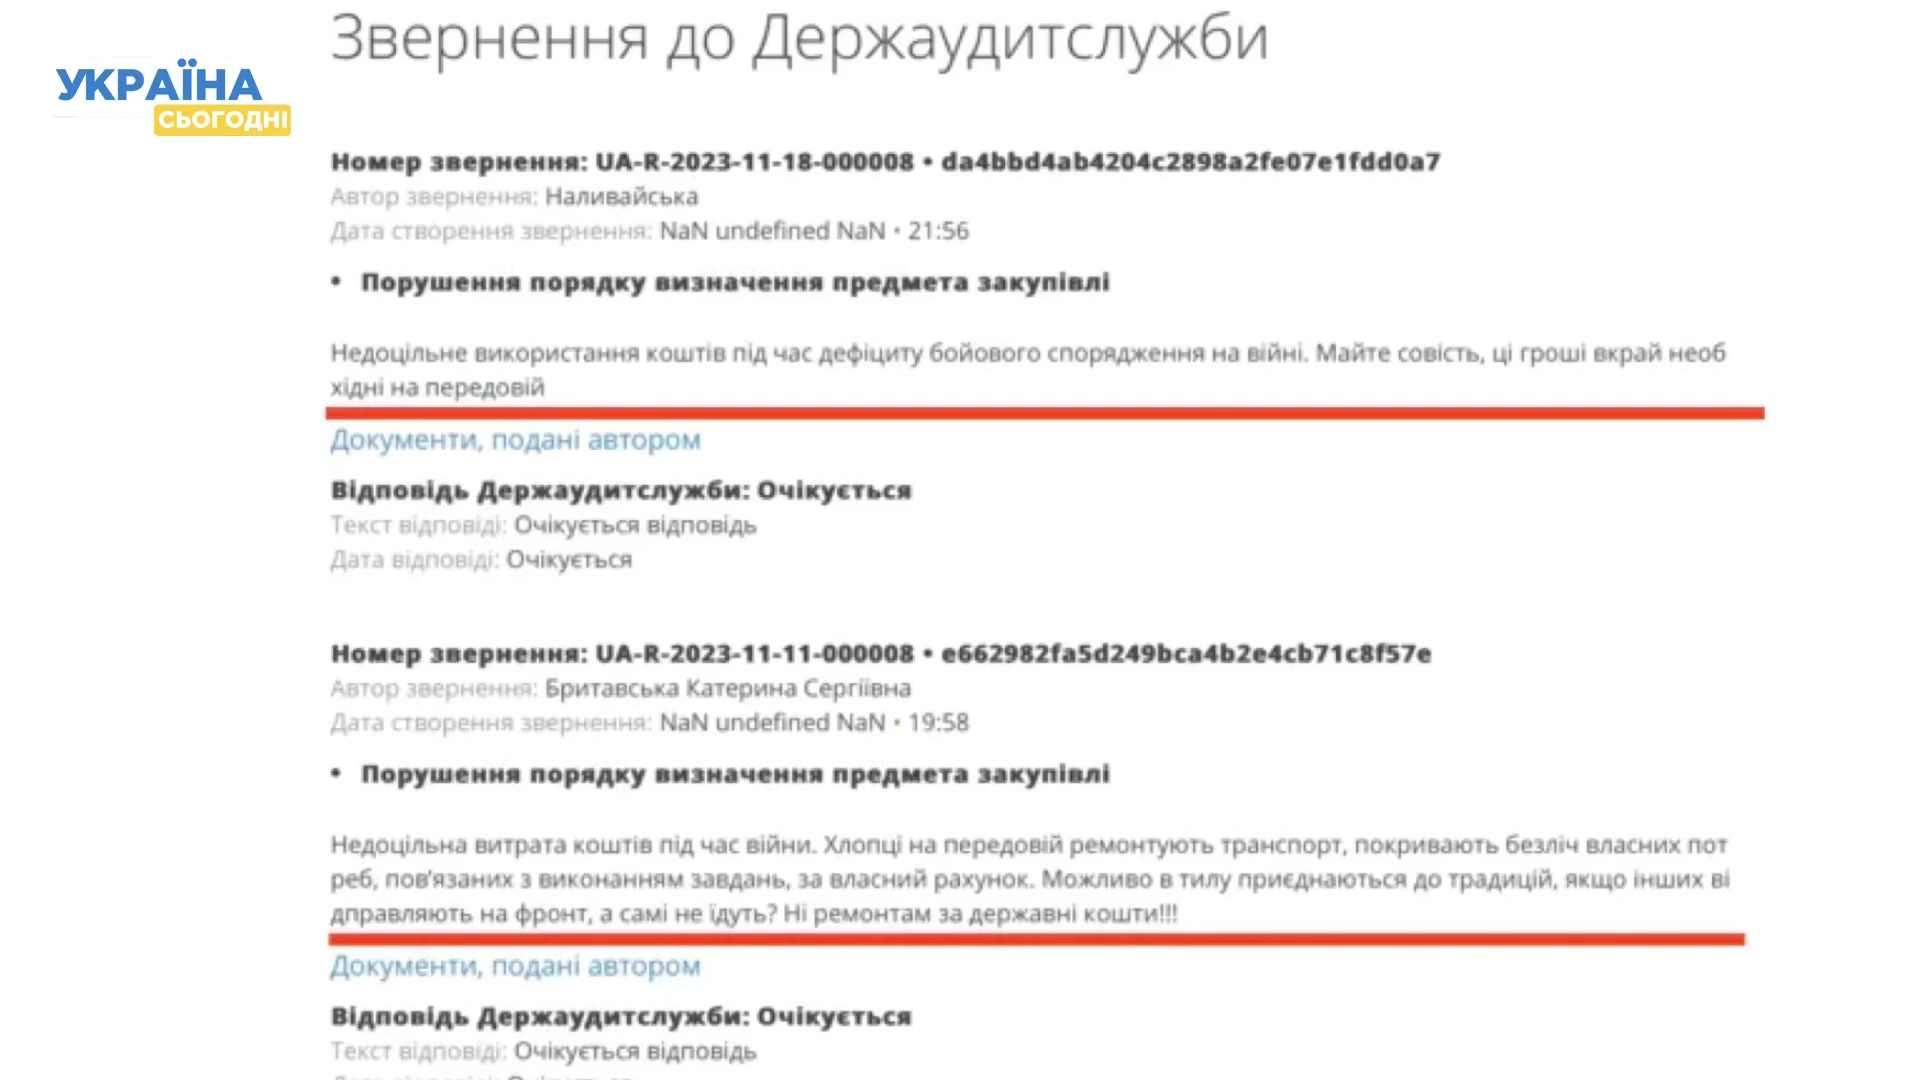 Звернення до Держаудитслужби
УКРАЇНА
СЬОГОДНІ
Номер звернення: UA-R-2023-11-18-000008 • da4bbd4ab4204c2898a2fe07e1fdd0a7
Автор звернення: Наливайська
Дата створення звернення: NaN undefined NaN • 21:56
• Порушення порядку визначення предмета закупівлі
Недоцільне використання коштів під час дефіциту бойового спорядження на війні. Майте совість, ці гроші вкрай необ
хідні на передовій
Документи, подані автором
Відповідь Держаудитслужби: Очікується
Текст відповіді: Очікується відповідь
Дата відповіді: Очікується
Номер звернення: UA-R-2023-11-11-000008 • e662982fa5d249bca4b2e4cb71c8f57e
Автор звернення: Бритавська Катерина Сергіївна
Дата створення звернення: NaN undefined NaN • 19:58
• Порушення порядку визначення предмета закупівлі
Недоцільна витрата коштів під час війни. Хлопці на передовій ремонтують транспорт, покривають безліч власних пот
реб, пов'язаних з виконанням завдань, за власний рахунок. Можливо в тилу приєднаються до традицій, якщо інших ві
дправляють на фронт, а самі не їдуть? Ні ремонтам за державні кошти!!!
Документи, подані автором
Відповідь Держаудитслужби: Очікується
Текст відповіді: Очікується відповідь